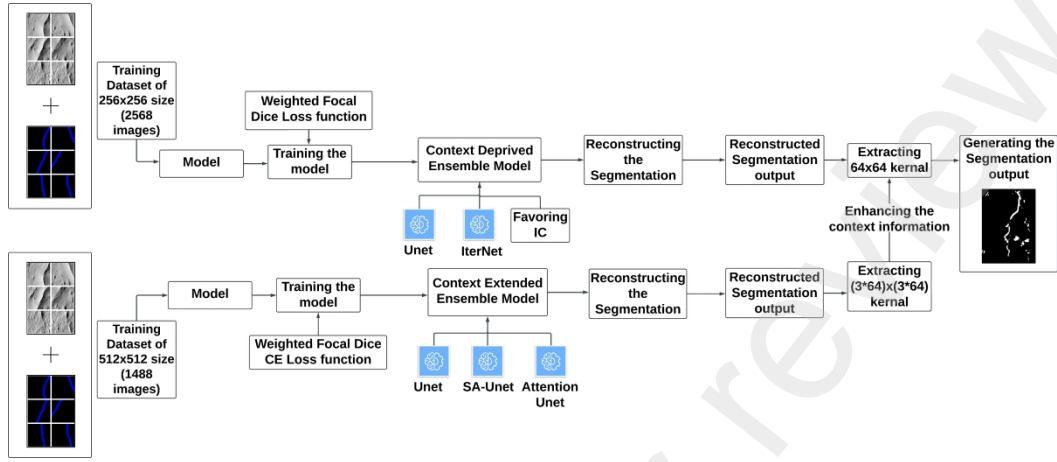 Training
Dataset of
256x256 size
(2568
images)
Model
Weighted Focal
Dice Loss function
Training the
model
Context Deprived
Ensemble Model
Unet
IterNet
Favoring
IC
Reconstructing
the
Segmentation
Reconstructed
Segmentation
output
Extracting
64x64 kernal
Generating the
Segmentation
output
Enhancing the
context information
Training
Dataset of
512x512 size
(1488
images)
Model
Training the
model
Weighted Focal Dice
CE Loss function
Context Extended
Ensemble Model
Unet
SA-Unet
Attention
Unet
Reconstructing
the
Segmentation
Reconstructed
Segmentation
output
Extracting
(3*64)x(3*64)
kernal
r review